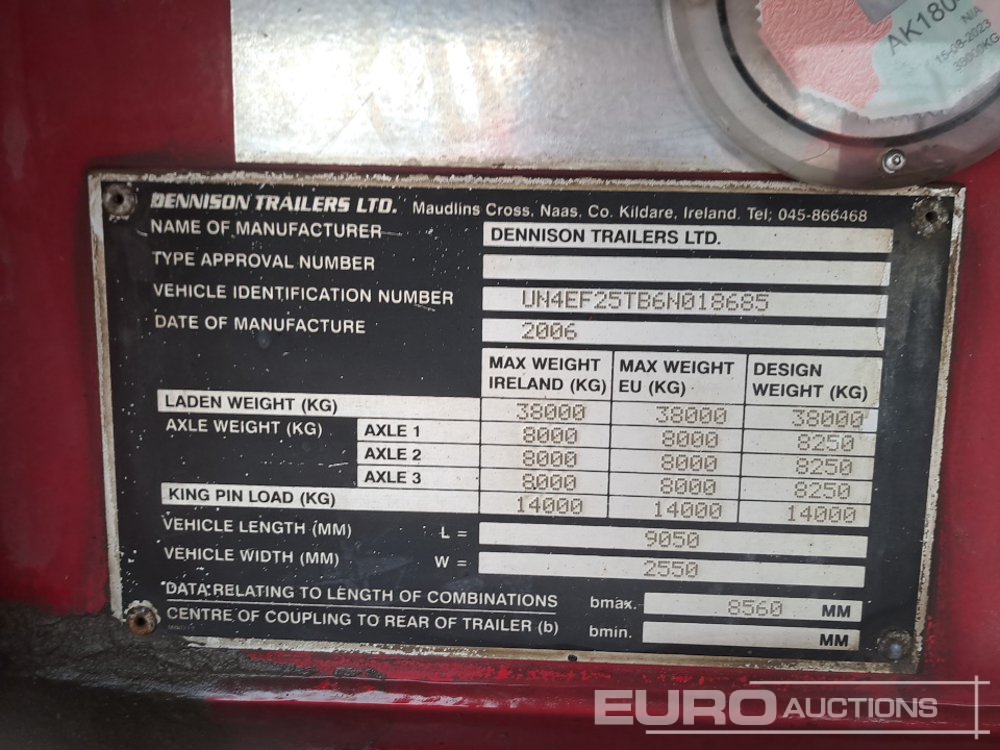 AK180
N/A
15-08-2023
38000KG
DENNISON TRAILERS LTD. Maudlins Cross, Naas, Co. Kildare, Ireland. Tel; 045-866468
NAME OF MANUFACTURER DENNISON TRAILERS LTD.
TYPE APPROVAL NUMBER
VEHICLE IDENTIFICATION NUMBER UN4EF25TB6N018685
DATE OF MANUFACTURE 2006
MAX WEIGHT MAX WEIGHT DESIGN
IRELAND (KG) EU (KG) WEIGHT (KG)
LADEN WEIGHT (KG) 38000 38000 38000
AXLE WEIGHT (KG) AXLE 1 8000 8000 8250
AXLE 2 8000 8000 8250
AXLE 3 8000 8000 8250
KING PIN LOAD (KG) 14000 14000 14000
VEHICLE LENGTH (MM) L = 9050
VEHICLE WIDTH (MM) W = 2550
DATA RELATING TO LENGTH OF COMBINATIONS bmax. 8560 MM
CENTRE OF COUPLING TO REAR OF TRAILER (b) bmin. MM
EURO AUCTIONS